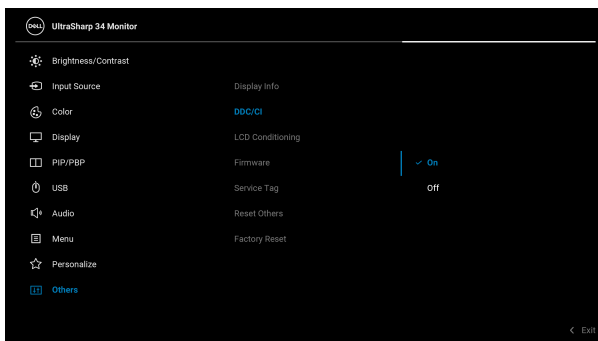 DELL UltraSharp 34 Monitor
Brightness/Contrast
Input Source
Display Info
Color
DDC/CI
Display
LCD Conditioning
PIP/PBP
Firmware
✓ On
USB
Service Tag
Off
Audio
Reset Others
Menu
Factory Reset
Personalize
Others
< Exit